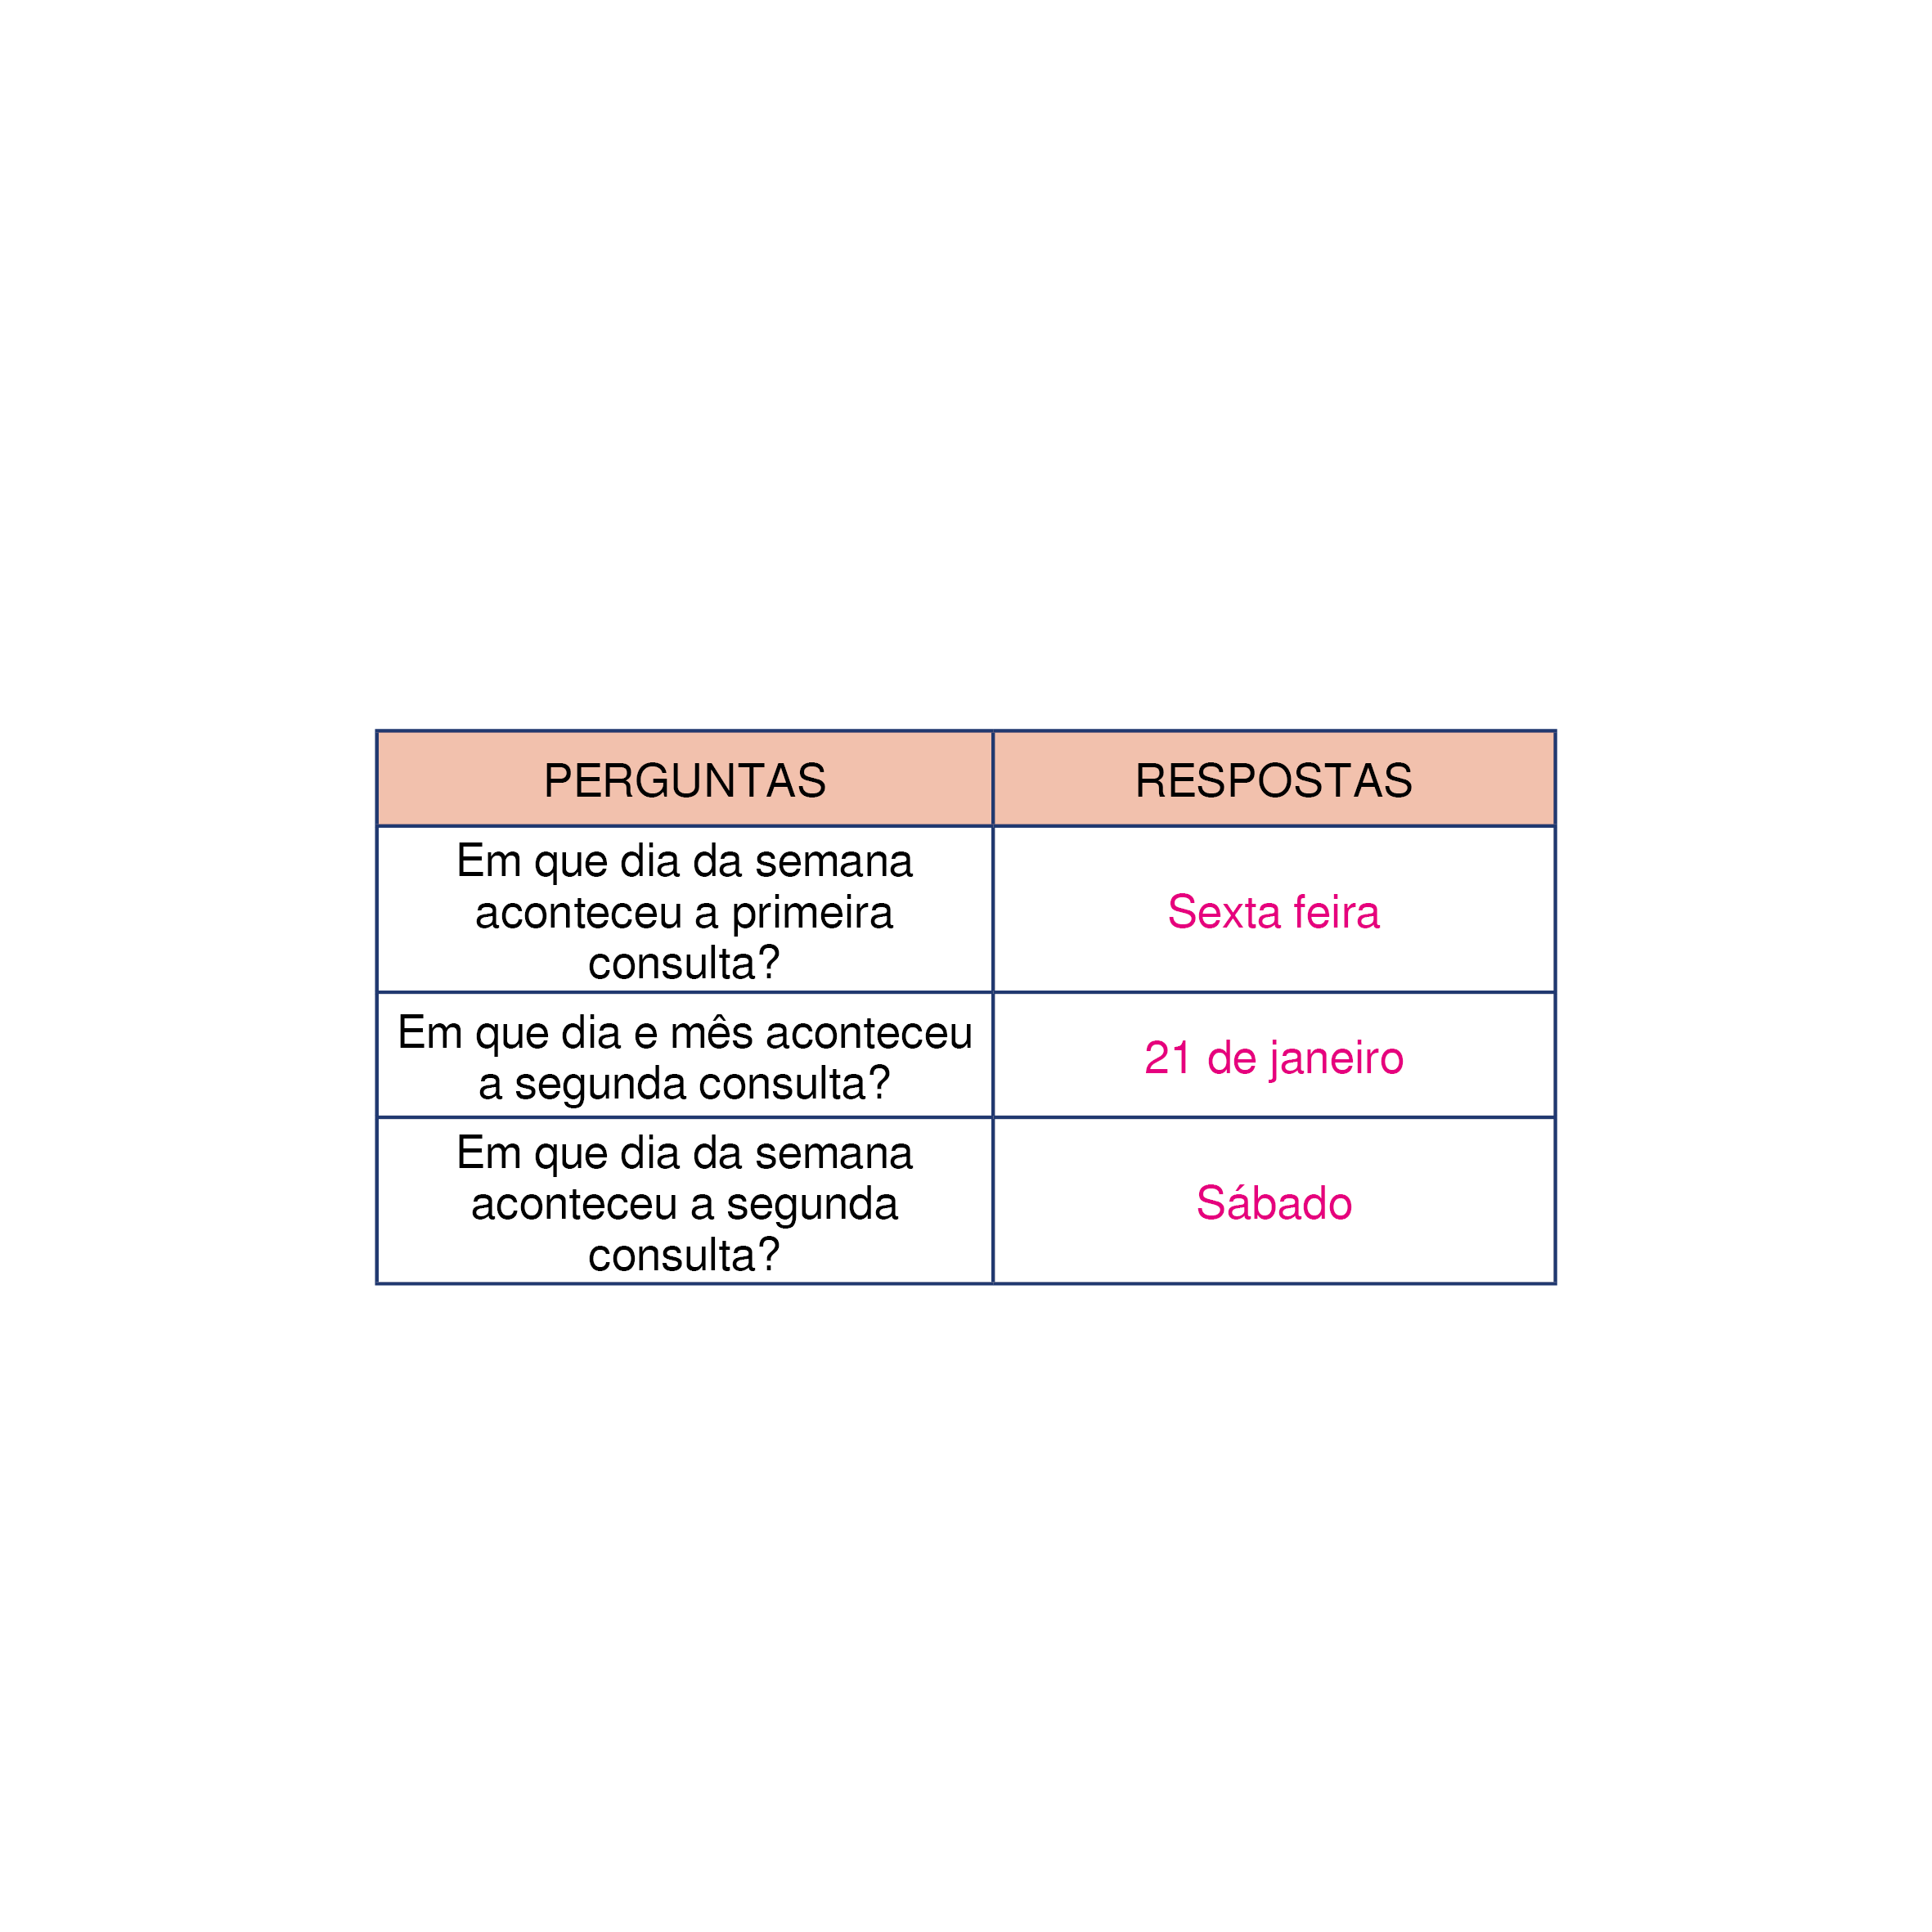 PERGUNTAS
RESPOSTAS
Em que dia da semana
aconteceu a primeira
consulta?
Sexta feira
Em que dia e mês aconteceu
a segunda consulta?
21 de janeiro
Em que dia da semana
aconteceu a segunda
consulta?
Sábado